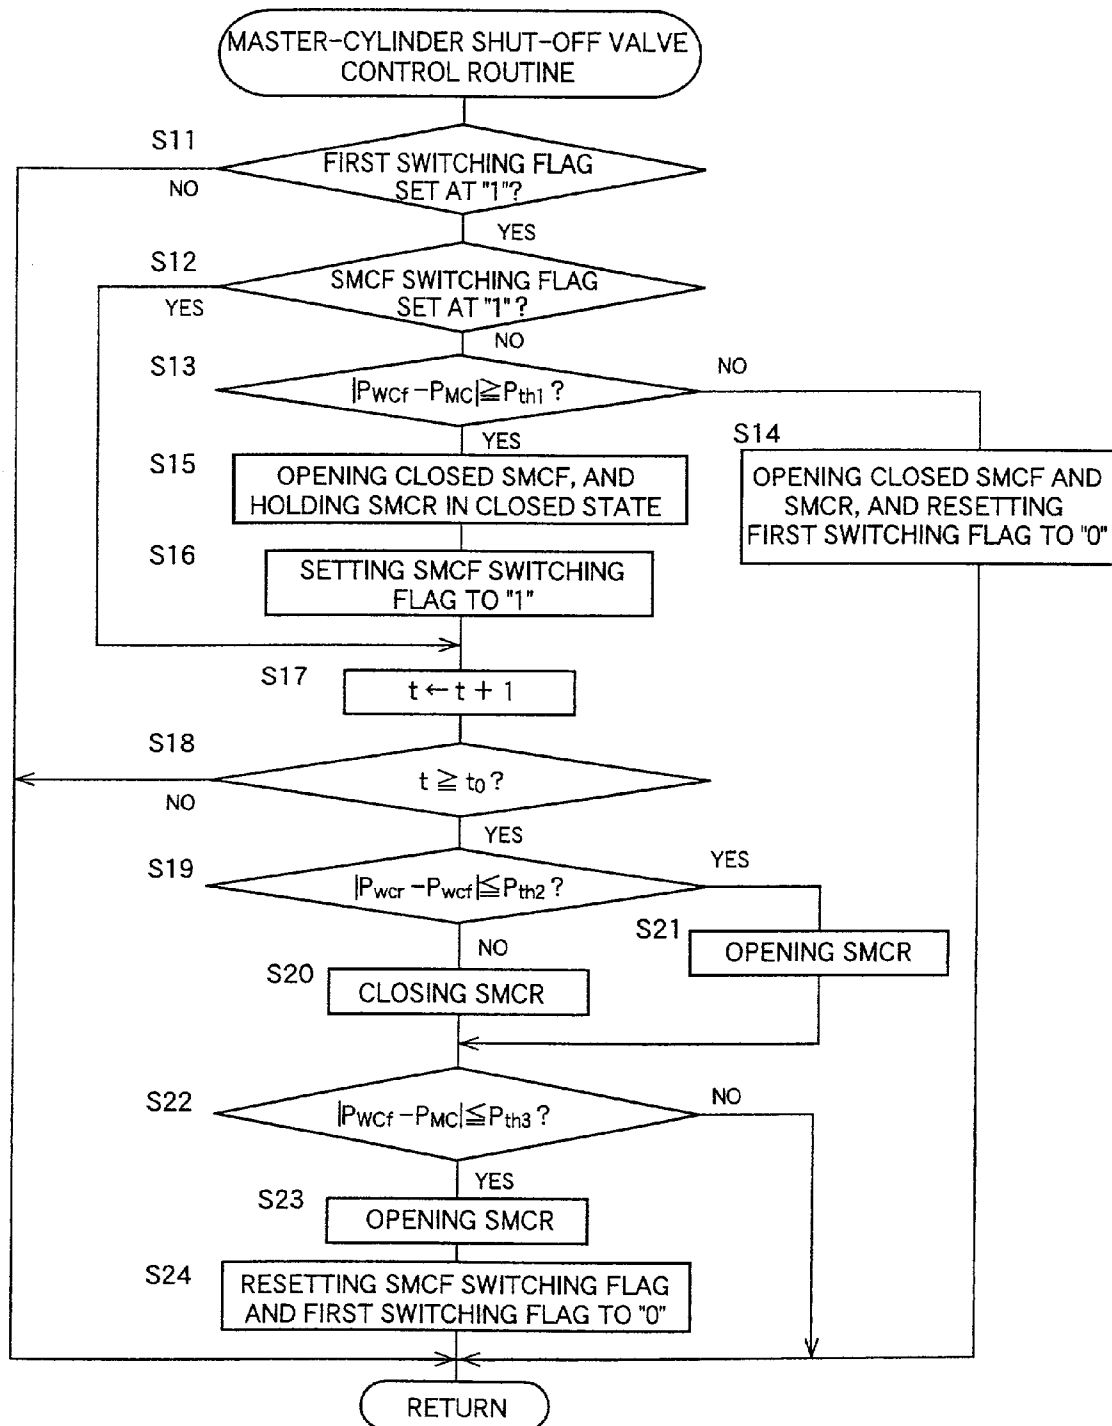 MASTER-CYLINDER SHUT-OFF VALVE
CONTROL ROUTINE
S11
FIRST SWITCHING FLAG
SET AT "1"?
NO
YES
S12
SMCF SWITCHING FLAG
SET AT "1"?
YES
NO
S13
|PWCf -PMC|≧Pth1 ?
NO
YES
S14
OPENING CLOSED SMCF AND
SMCR, AND RESETTING
FIRST SWITCHING FLAG TO "0"
S15
OPENING CLOSED SMCF, AND
HOLDING SMCR IN CLOSED STATE
S16
SETTING SMCF SWITCHING
FLAG TO "1"
S17
t ← t + 1
S18
t ≧ t0 ?
NO
YES
S19
|Pwcr -Pwcf|≦Pth2 ?
YES
NO
S21
OPENING SMCR
S20
CLOSING SMCR
S22
|PWCf -PMC|≦Pth3 ?
NO
YES
S23
OPENING SMCR
S24
RESETTING SMCF SWITCHING FLAG
AND FIRST SWITCHING FLAG TO "0"
RETURN